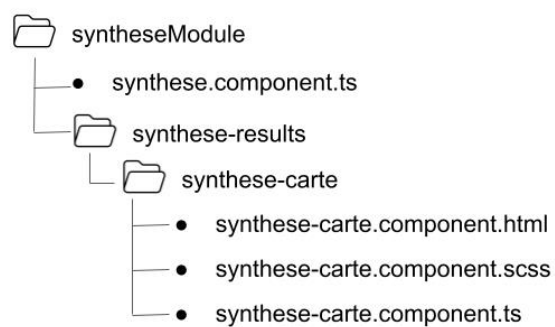 syntheseModule
synthese.component.ts
synthese-results
synthese-carte
synthese-carte.component.html
synthese-carte.component.scss
synthese-carte.component.ts